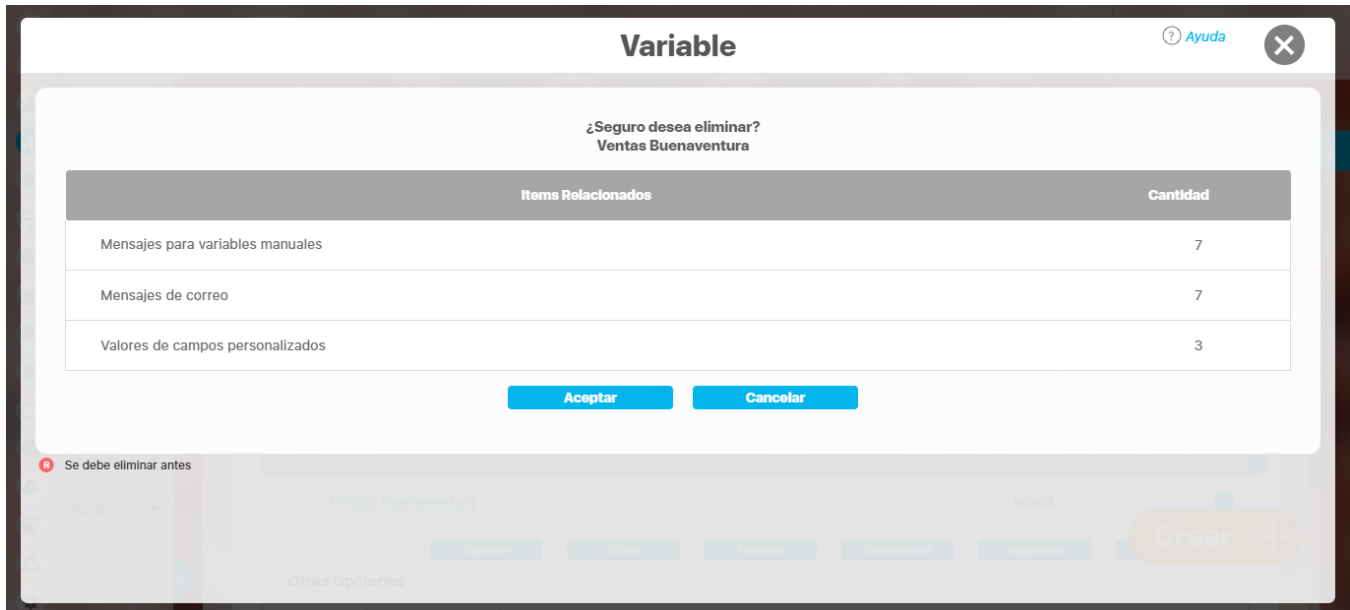 Variable
? Ayuda
¿Seguro desea eliminar?
Ventas Buenaventura
Items Relacionados Cantidad
Mensajes para variables manuales 7
Mensajes de correo 7
Valores de campos personalizados 3
Aceptar Cancelar
R Se debe eliminar antes
Ventas Buenaventura
Crear +
Otras Opciones